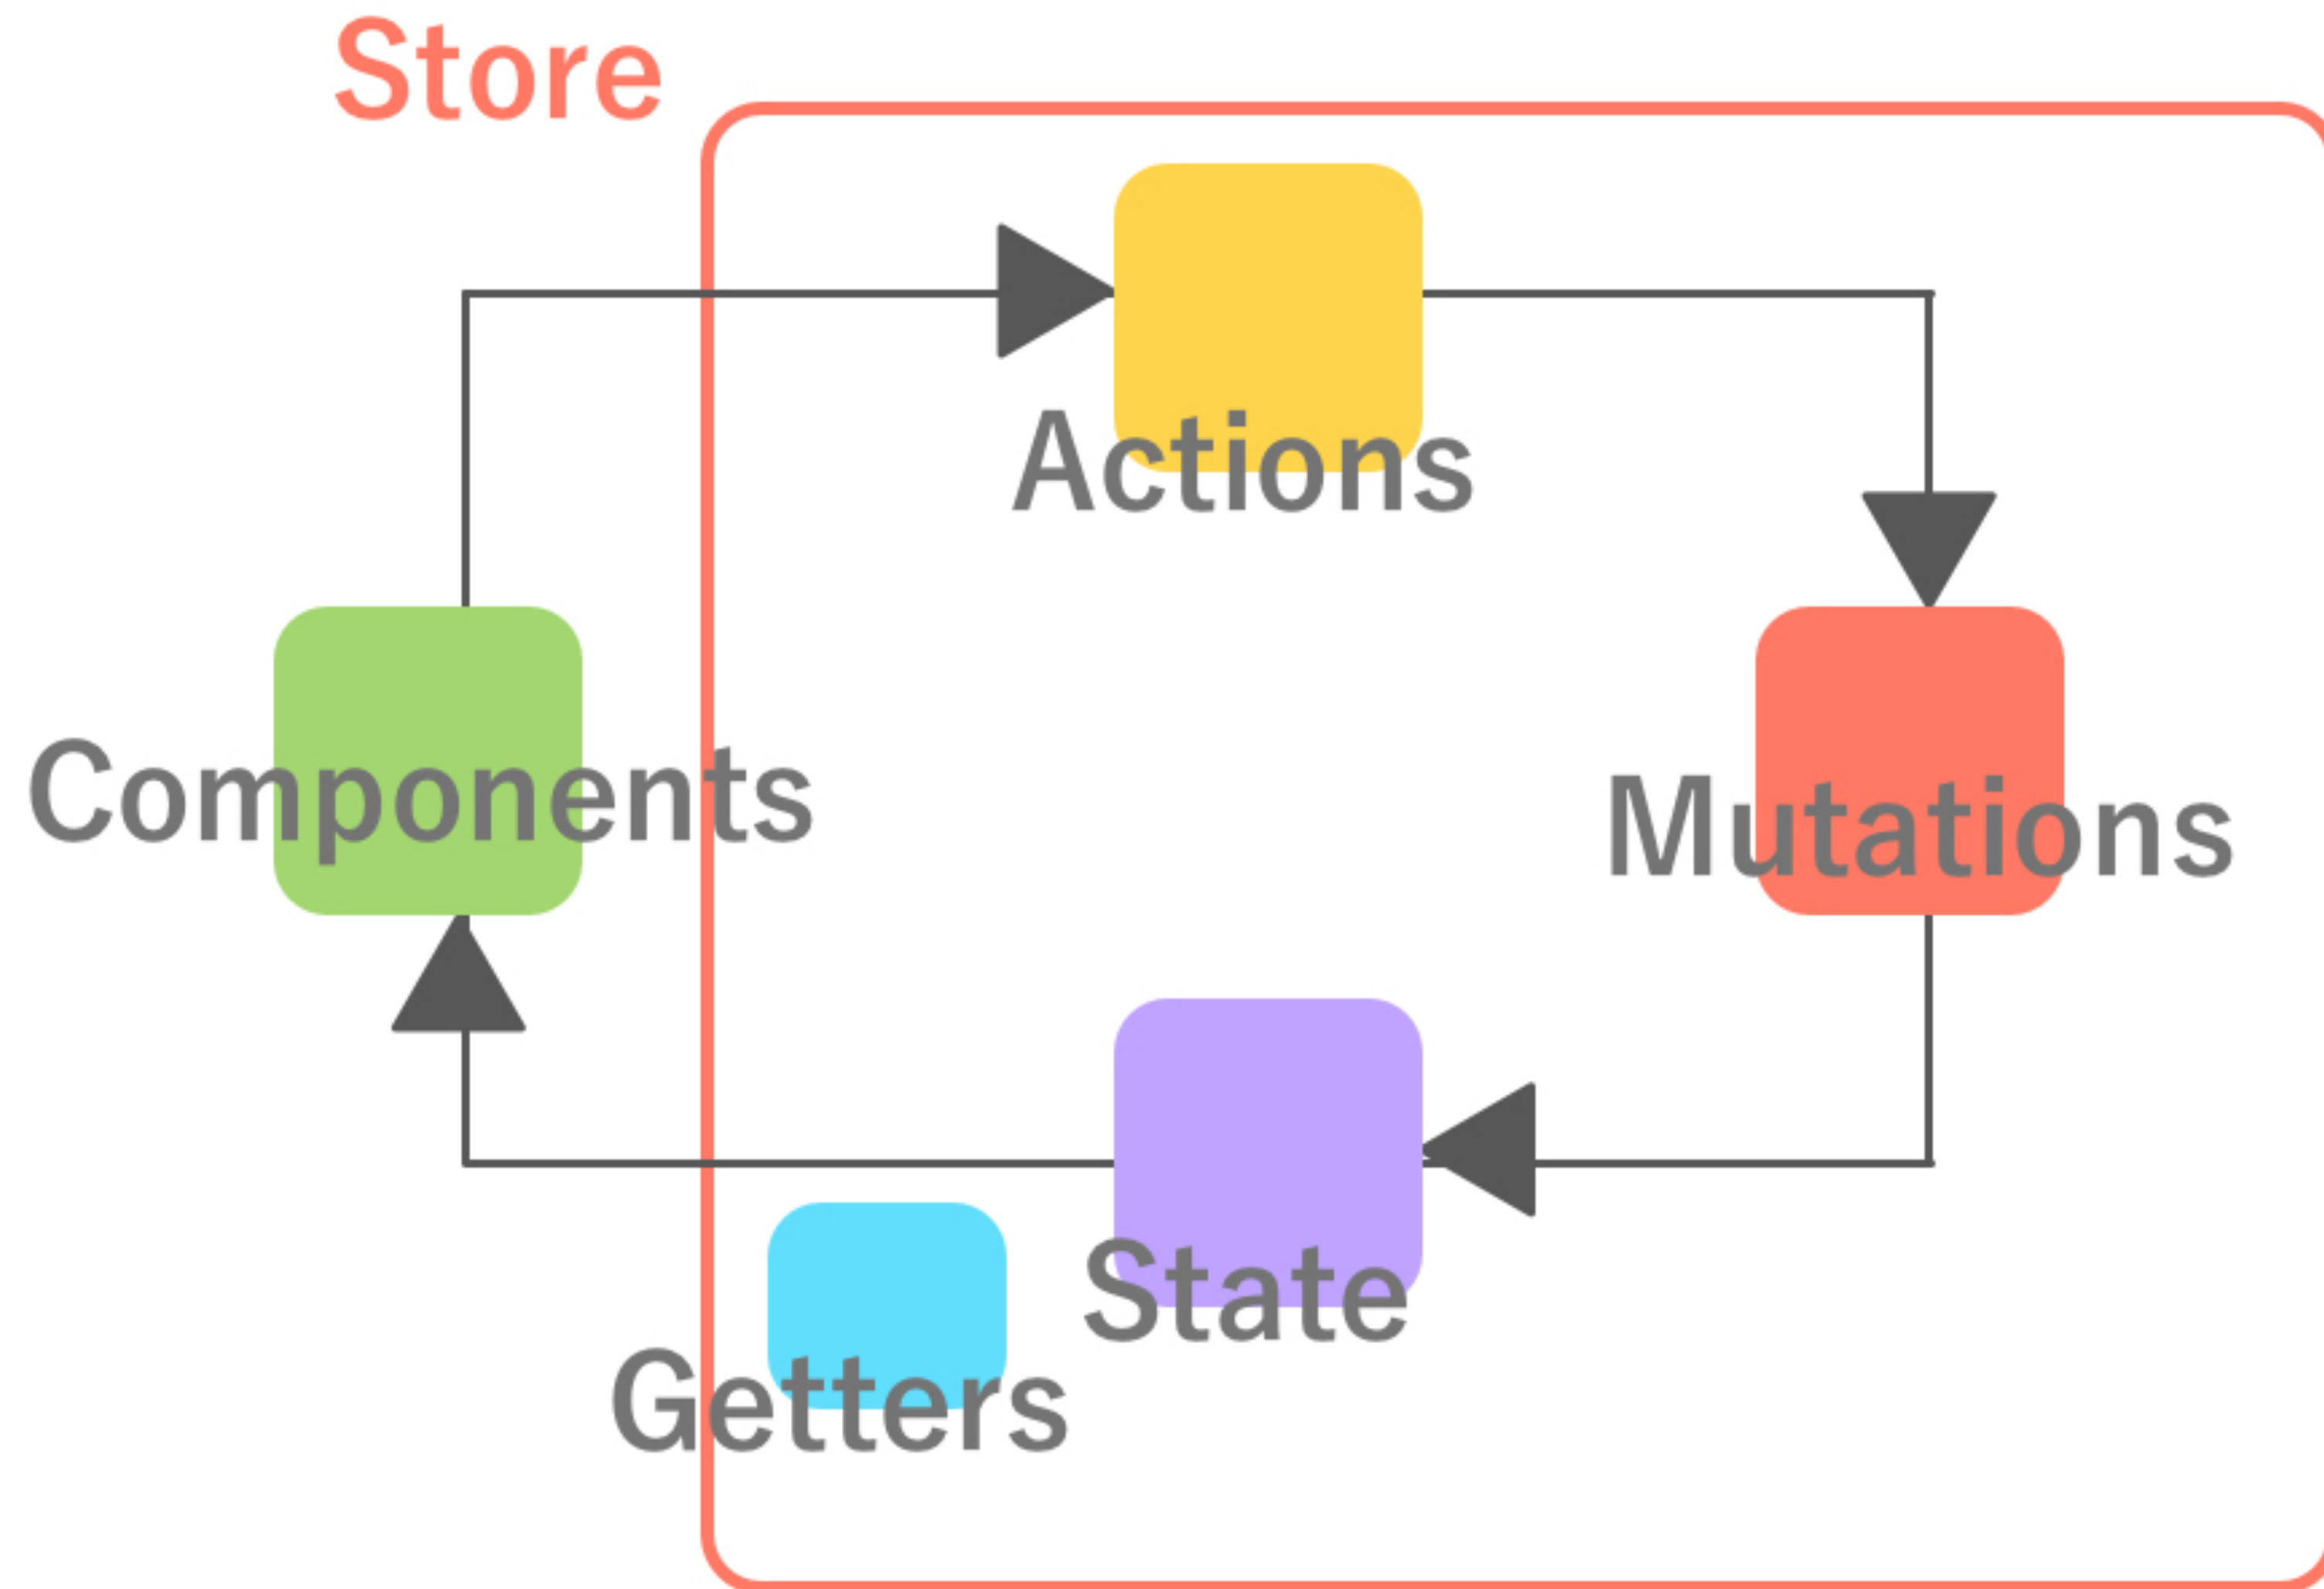 Store
Actions
Components
Mutations
State
Getters